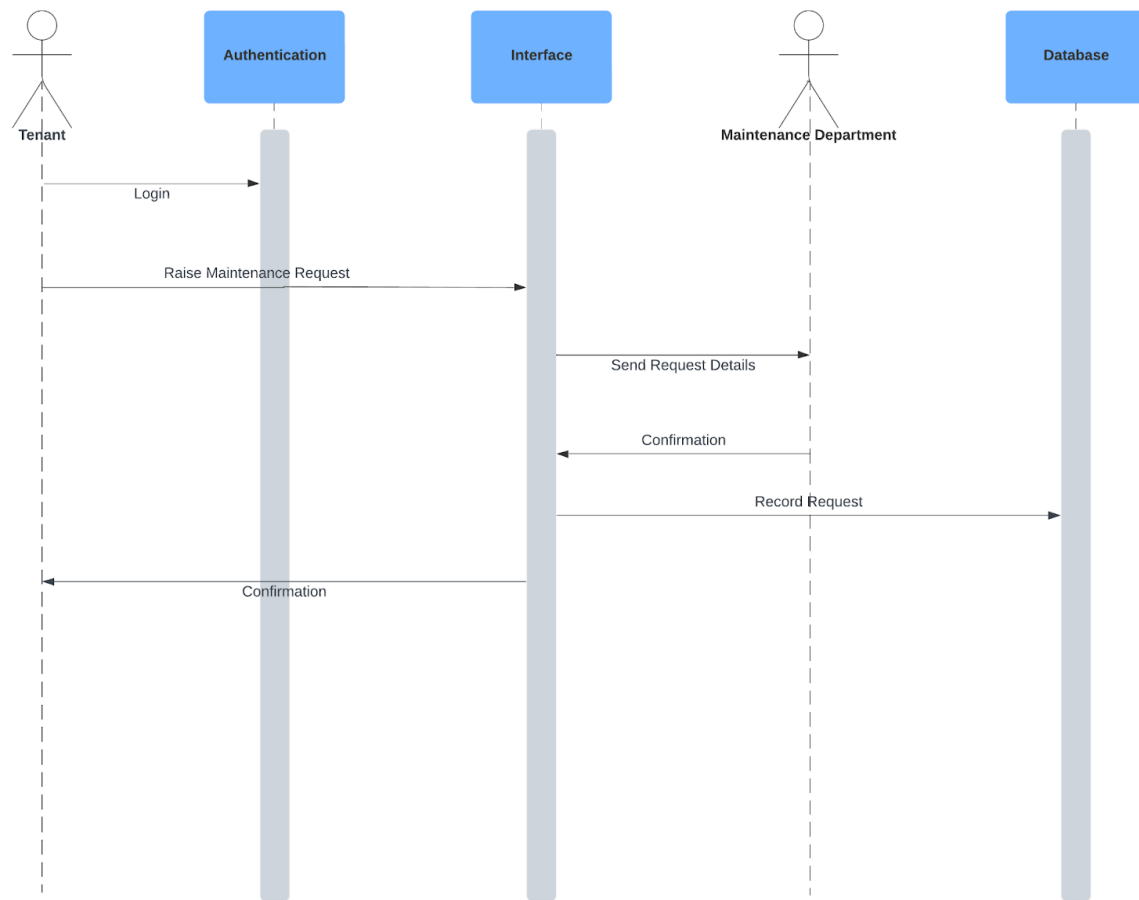 Authentication
Interface
Database
Tenant
Maintenance Department
Login
Raise Maintenance Request
Send Request Details
Confirmation
Record Request
Confirmation